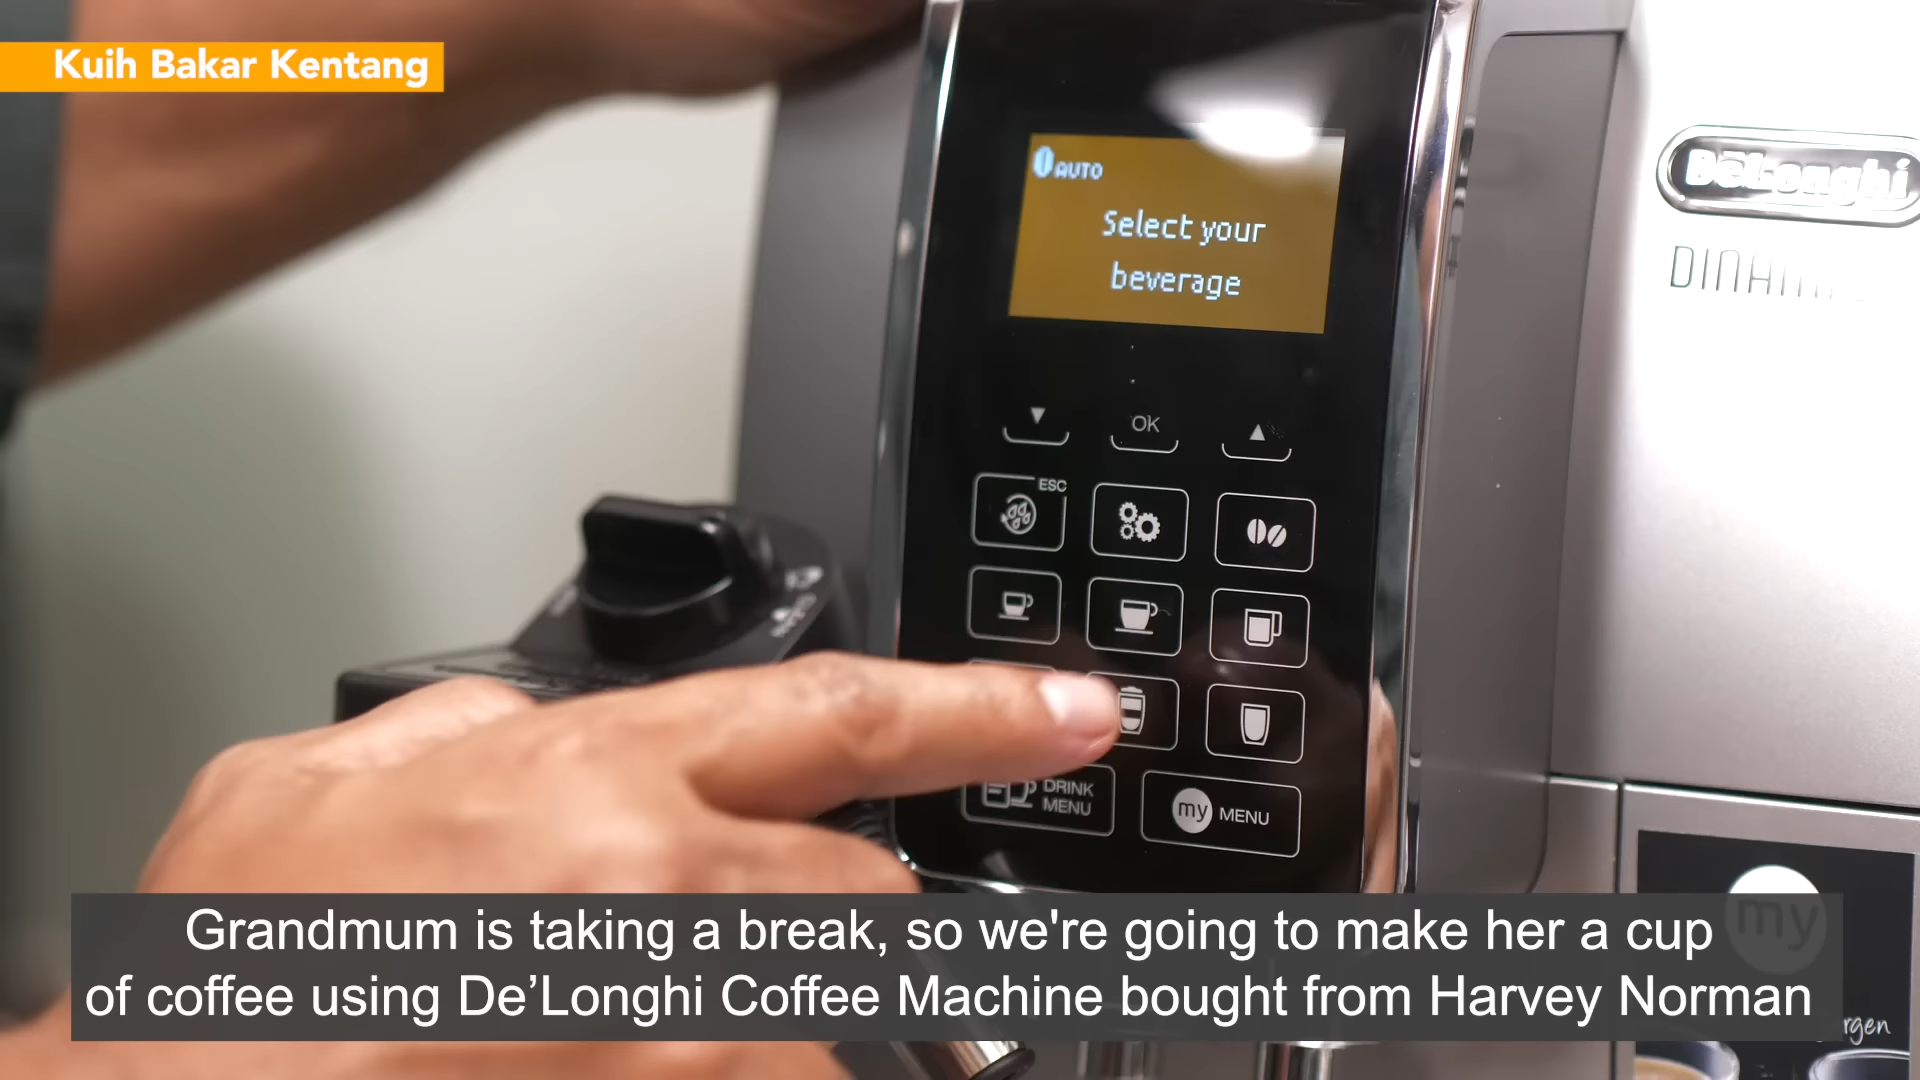 Kuih Bakar Kentang
AUTO
Select your
beverage
De'Longhi
OK
ESC
DRINK
MENU
my MENU
my
Grandmum is taking a break, so we're going to make her a cup
of coffee using De’Longhi Coffee Machine bought from Harvey Norman